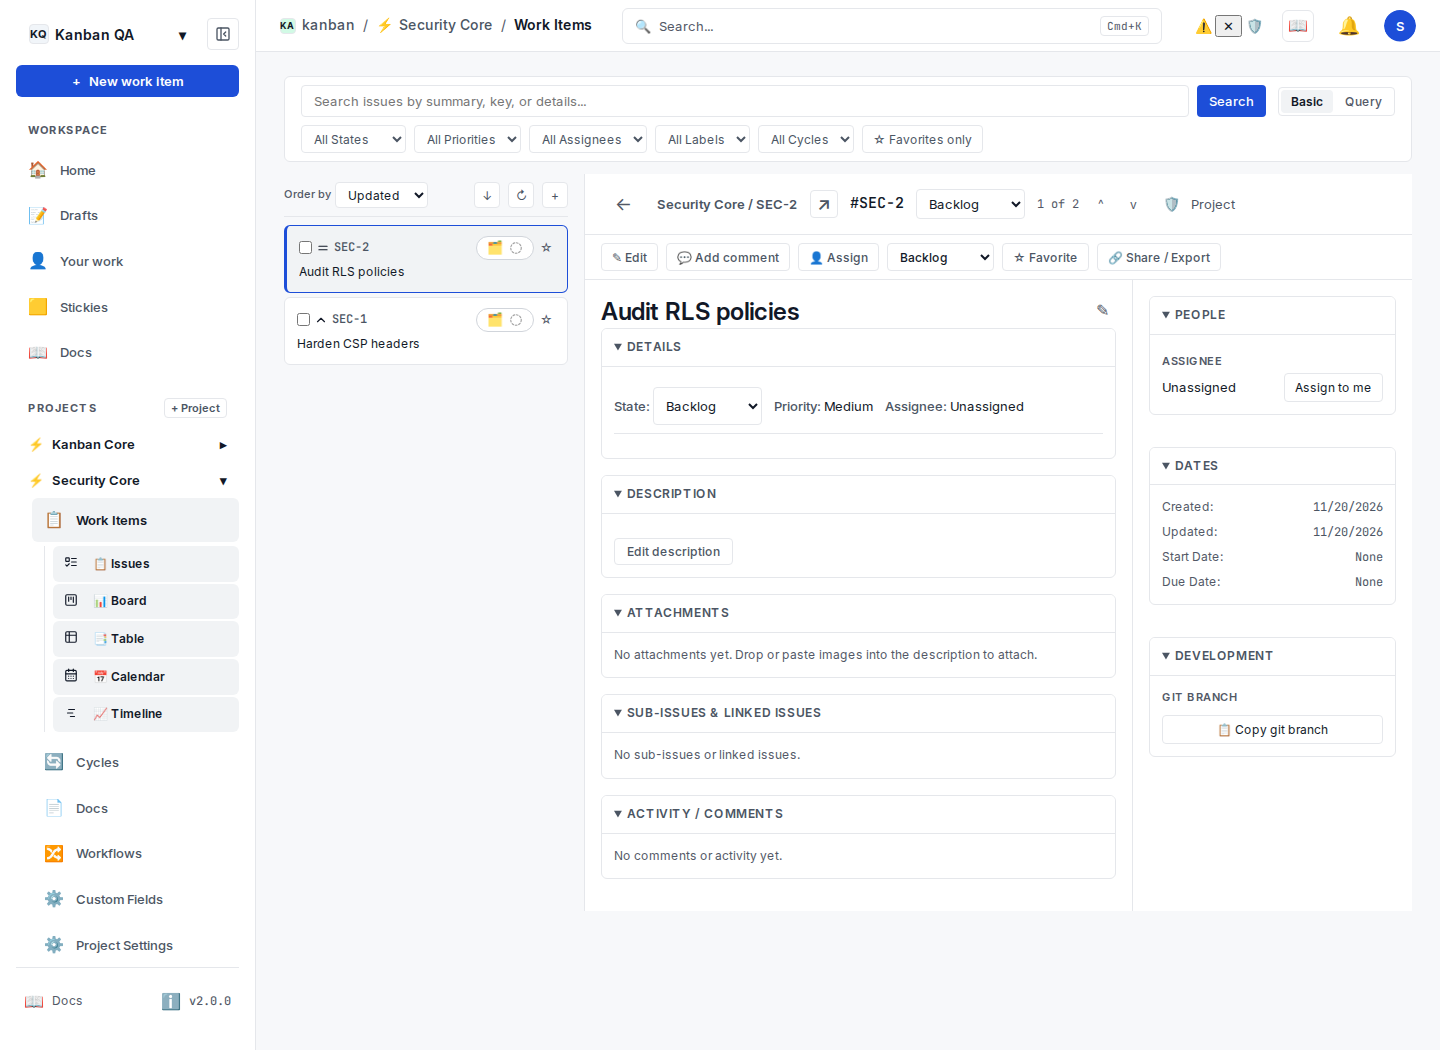 KQ Kanban QA ▾
+ New work item
WORKSPACE
Home
Drafts
Your work
Stickies
Docs
PROJECTS + Project
Kanban Core
Security Core
Work Items
Issues
Board
Table
Calendar
Timeline
Cycles
Docs
Workflows
Custom Fields
Project Settings
Docs v2.0.0
KA kanban / ⚡ Security Core / Work Items
Search... Cmd+K
✕
S
Search issues by summary, key, or details...
Search
Basic Query
All States All Priorities All Assignees All Labels All Cycles ☆ Favorites only
Order by Updated ↓ ↻ +
SEC-2 ☆
Audit RLS policies
SEC-1 ☆
Harden CSP headers
← Security Core / SEC-2 #SEC-2 Backlog 1 of 2 ^ v Project
✎ Edit Add comment Assign Backlog ☆ Favorite Share / Export
Audit RLS policies ✎
▾ DETAILS
State: Backlog Priority: Medium Assignee: Unassigned
▾ DESCRIPTION
Edit description
▾ ATTACHMENTS
No attachments yet. Drop or paste images into the description to attach.
▾ SUB-ISSUES & LINKED ISSUES
No sub-issues or linked issues.
▾ ACTIVITY / COMMENTS
No comments or activity yet.
▾ PEOPLE
ASSIGNEE
Unassigned Assign to me
▾ DATES
Created: 11/20/2026
Updated: 11/20/2026
Start Date: None
Due Date: None
▾ DEVELOPMENT
GIT BRANCH
Copy git branch